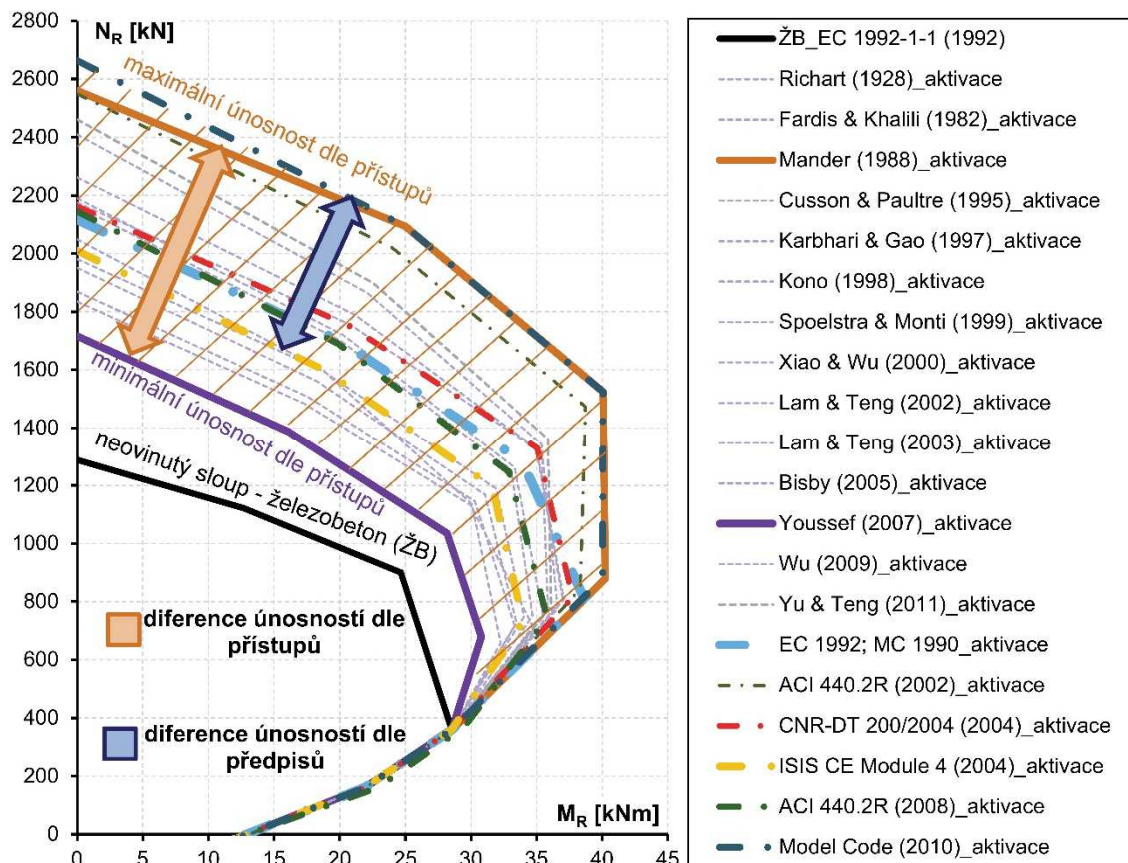 N_R [kN]
2800
2600
2400
2200
2000
1800
1600
1400
1200
1000
800
600
400
200
0
maximální únosnost dle přístupů
minimální únosnost dle přístupů
neovinutý sloup - železobeton (ŽB)
diference únosností dle
přístupů
diference únosností dle
předpisů
M_R [kNm]
0 5 10 15 20 25 30 35 40 45
ŽB_EC 1992-1-1 (1992)
Richart (1928)_aktivace
Fardis & Khalili (1982)_aktivace
Mander (1988)_aktivace
Cusson & Paultre (1995)_aktivace
Karbhari & Gao (1997)_aktivace
Kono (1998)_aktivace
Spoelstra & Monti (1999)_aktivace
Xiao & Wu (2000)_aktivace
Lam & Teng (2002)_aktivace
Lam & Teng (2003)_aktivace
Bisby (2005)_aktivace
Youssef (2007)_aktivace
Wu (2009)_aktivace
Yu & Teng (2011)_aktivace
EC 1992; MC 1990_aktivace
ACI 440.2R (2002)_aktivace
CNR-DT 200/2004 (2004)_aktivace
ISIS CE Module 4 (2004)_aktivace
ACI 440.2R (2008)_aktivace
Model Code (2010)_aktivace